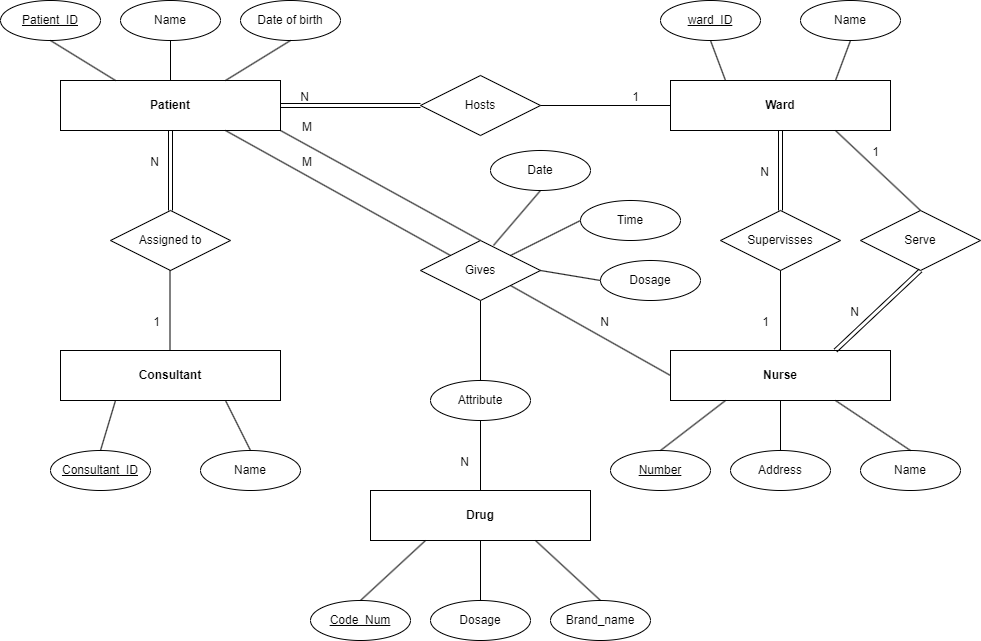 Patient_ID
Name
Date of birth
ward_ID
Name
Patient
N
Hosts
1
Ward
M
M
N
Date
N
1
Assigned to
Time
Supervisses
Serve
Gives
Dosage
1
N
1
N
Consultant
Attribute
Nurse
Consultant_ID
Name
N
Number
Address
Name
Drug
Code_Num
Dosage
Brand_name